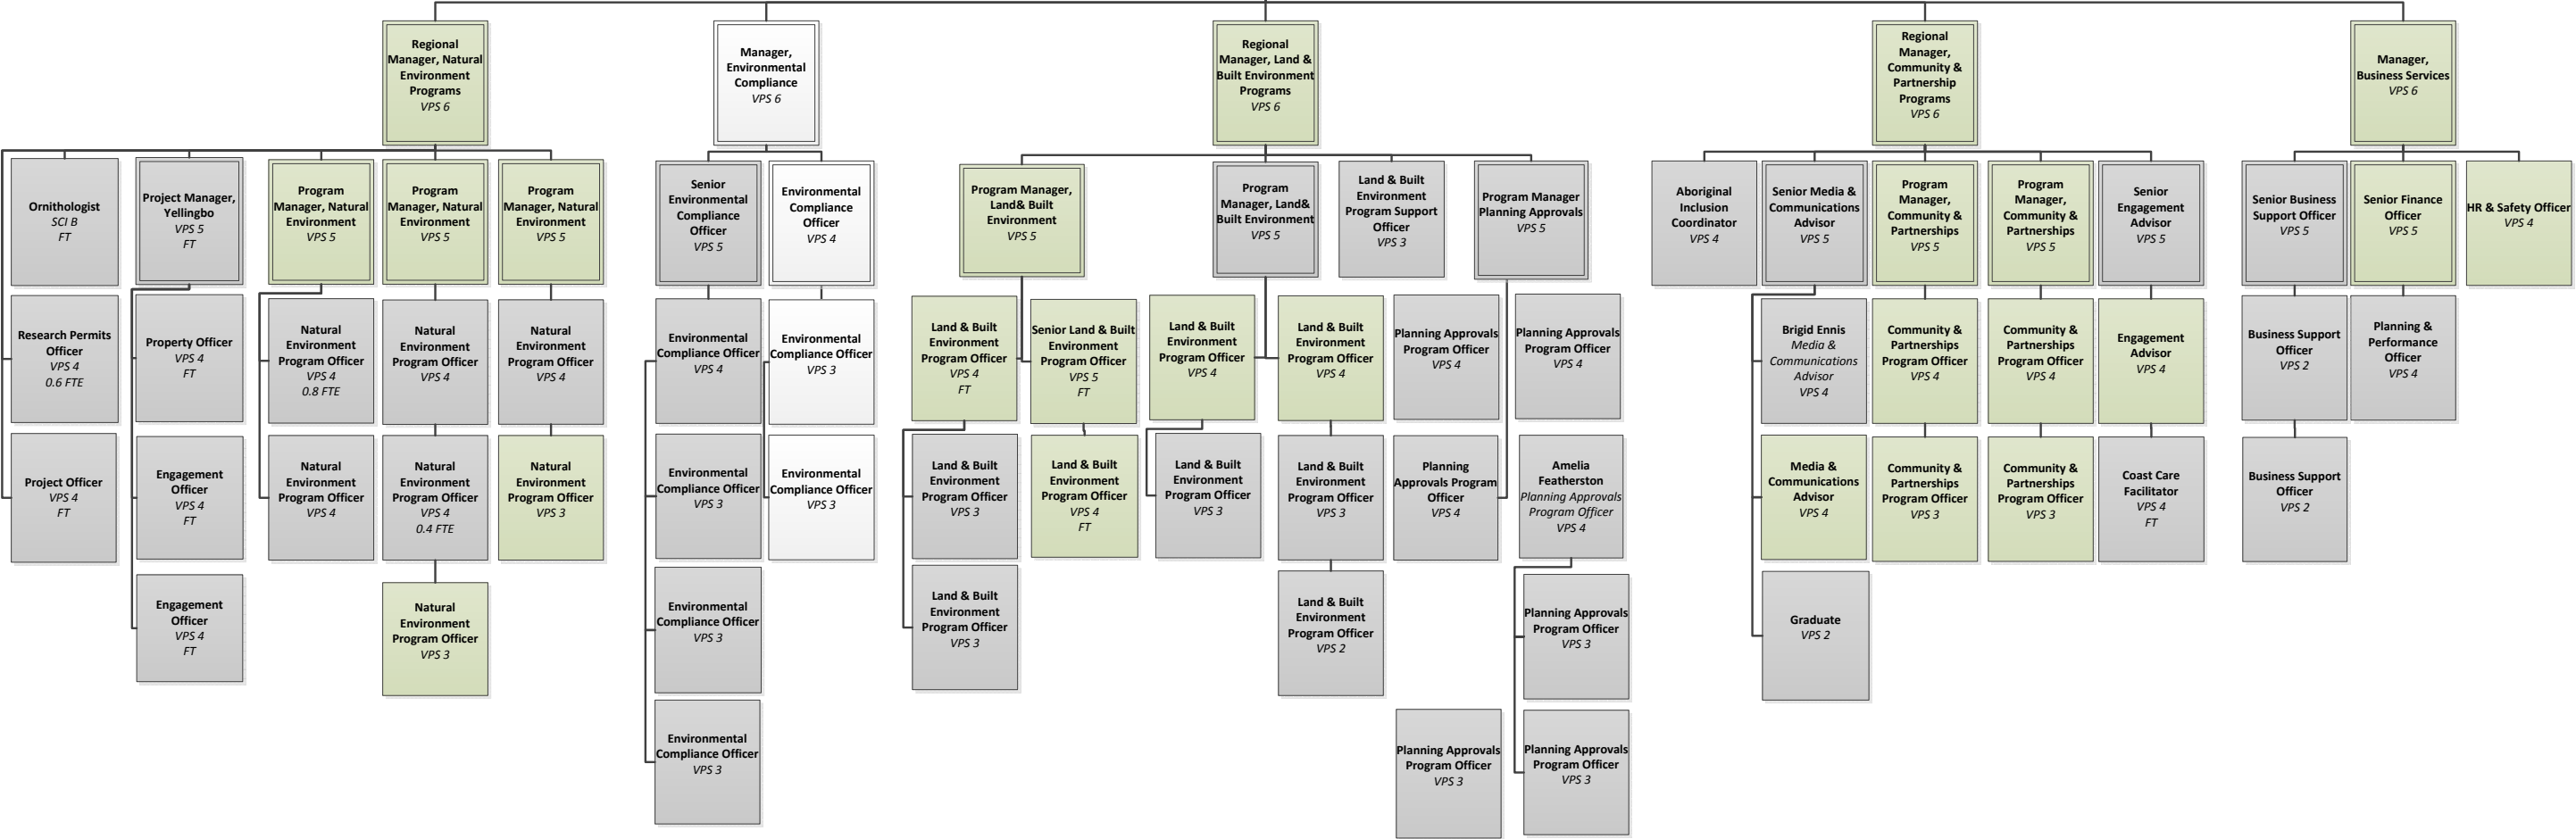 Regional
Manager, Natural
Environment
Programs
VPS 6
Manager,
Environmental
Compliance
VPS 6
Regional
Manager, Land &
Built Environment
Programs
VPS 6
Regional
Manager,
Community &
Partnership
Programs
VPS 6
Manager,
Business Services
VPS 6
Ornithologist
SCI B
FT
Project Manager,
Yellingbo
VPS 5
FT
Program
Manager, Natural
Environment
VPS 5
Program
Manager, Natural
Environment
VPS 5
Program
Manager, Natural
Environment
VPS 5
Senior
Environmental
Compliance
Officer
VPS 5
Environmental
Compliance
Officer
VPS 4
Program Manager,
Land& Built
Environment
VPS 5
Program
Manager, Land&
Built Environment
VPS 5
Land & Built
Environment
Program Support
Officer
VPS 3
Program Manager
Planning Approvals
VPS 5
Aboriginal
Inclusion
Coordinator
VPS 4
Senior Media &
Communications
Advisor
VPS 5
Program
Manager,
Community &
Partnerships
VPS 5
Program
Manager,
Community &
Partnerships
VPS 5
Senior
Engagement
Advisor
VPS 5
Senior Business
Support Officer
VPS 5
Senior Finance
Officer
VPS 5
HR & Safety Officer
VPS 4
Research Permits
Officer
VPS 4
0.6 FTE
Property Officer
VPS 4
FT
Natural
Environment
Program Officer
VPS 4
0.8 FTE
Natural
Environment
Program Officer
VPS 4
Natural
Environment
Program Officer
VPS 4
Environmental
Compliance Officer
VPS 4
Environmental
Compliance Officer
VPS 3
Land & Built
Environment
Program Officer
VPS 4
FT
Senior Land & Built
Environment
Program Officer
VPS 5
FT
Land & Built
Environment
Program Officer
VPS 4
Land & Built
Environment
Program Officer
VPS 4
Planning Approvals
Program Officer
VPS 4
Planning Approvals
Program Officer
VPS 4
Brigid Ennis
Media &
Communications
Advisor
VPS 4
Community &
Partnerships
Program Officer
VPS 4
Community &
Partnerships
Program Officer
VPS 4
Engagement
Advisor
VPS 4
Business Support
Officer
VPS 2
Planning &
Performance
Officer
VPS 4
Project Officer
VPS 4
FT
Engagement
Officer
VPS 4
FT
Natural
Environment
Program Officer
VPS 4
Natural
Environment
Program Officer
VPS 4
0.4 FTE
Natural
Environment
Program Officer
VPS 3
Environmental
Compliance Officer
VPS 3
Environmental
Compliance Officer
VPS 3
Land & Built
Environment
Program Officer
VPS 3
Land & Built
Environment
Program Officer
VPS 4
FT
Land & Built
Environment
Program Officer
VPS 3
Land & Built
Environment
Program Officer
VPS 3
Planning
Approvals Program
Officer
VPS 4
Amelia
Featherston
Planning Approvals
Program Officer
VPS 4
Media &
Communications
Advisor
VPS 4
Community &
Partnerships
Program Officer
VPS 3
Community &
Partnerships
Program Officer
VPS 3
Coast Care
Facilitator
VPS 4
FT
Business Support
Officer
VPS 2
Engagement
Officer
VPS 4
FT
Natural
Environment
Program Officer
VPS 3
Environmental
Compliance Officer
VPS 3
Land & Built
Environment
Program Officer
VPS 3
Land & Built
Environment
Program Officer
VPS 2
Planning Approvals
Program Officer
VPS 3
Graduate
VPS 2
Environmental
Compliance Officer
VPS 3
Planning Approvals
Program Officer
VPS 3
Planning Approvals
Program Officer
VPS 3